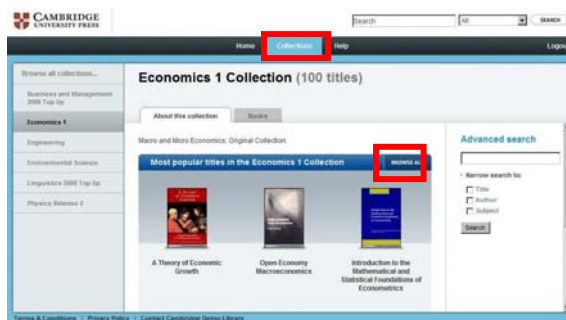 CAMBRIDGE
UNIVERSITY PRESS
Search
All
SEARCH
Home
Collections
Help
Logout
Browse all collections...
Business and Management
2008 Top Up
Economics 1
Engineering
Environmental Science
Linguistics 2008 Top Up
Physics Release 2
Economics 1 Collection (100 titles)
About this collection
Books
Macro and Micro Economics: Original Collection
Most popular titles in the Economics 1 Collection
BROWSE ALL
A Theory of Economic
Growth
Open Economy
Macroeconomics
Introduction to the
Mathematical and
Statistical Foundations of
Econometrics
Advanced search
Narrow search to:
Title
Author
Subject
Search
Terms & Conditions | Privacy Policy | Contact Cambridge Demo Library